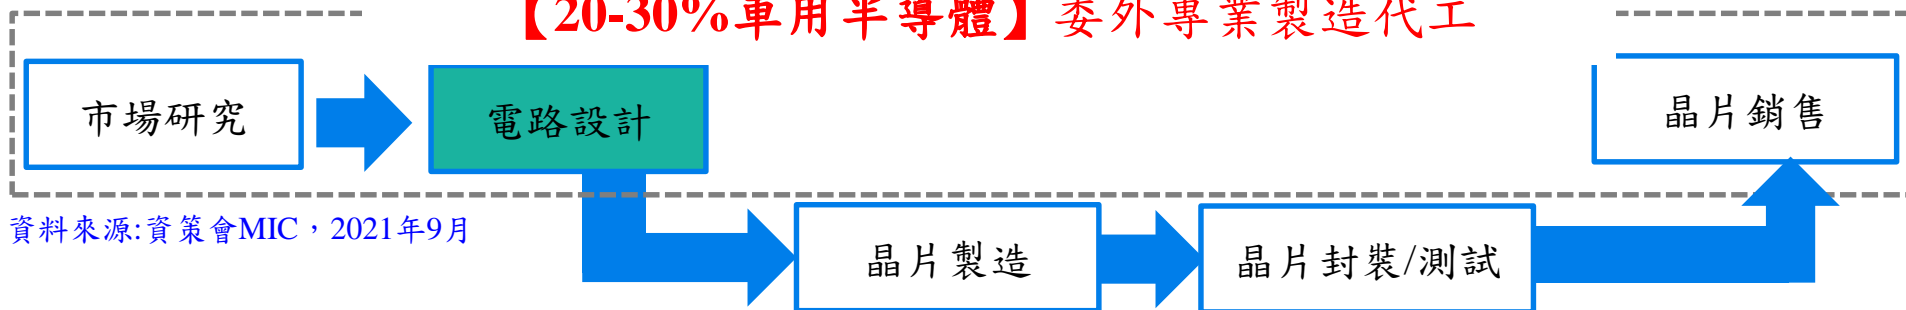 【20-30%車用半導體】委外專業製造代工
市場研究
電路設計
晶片銷售
資料來源:資策會MIC，2021年9月
晶片製造
晶片封裝/測試